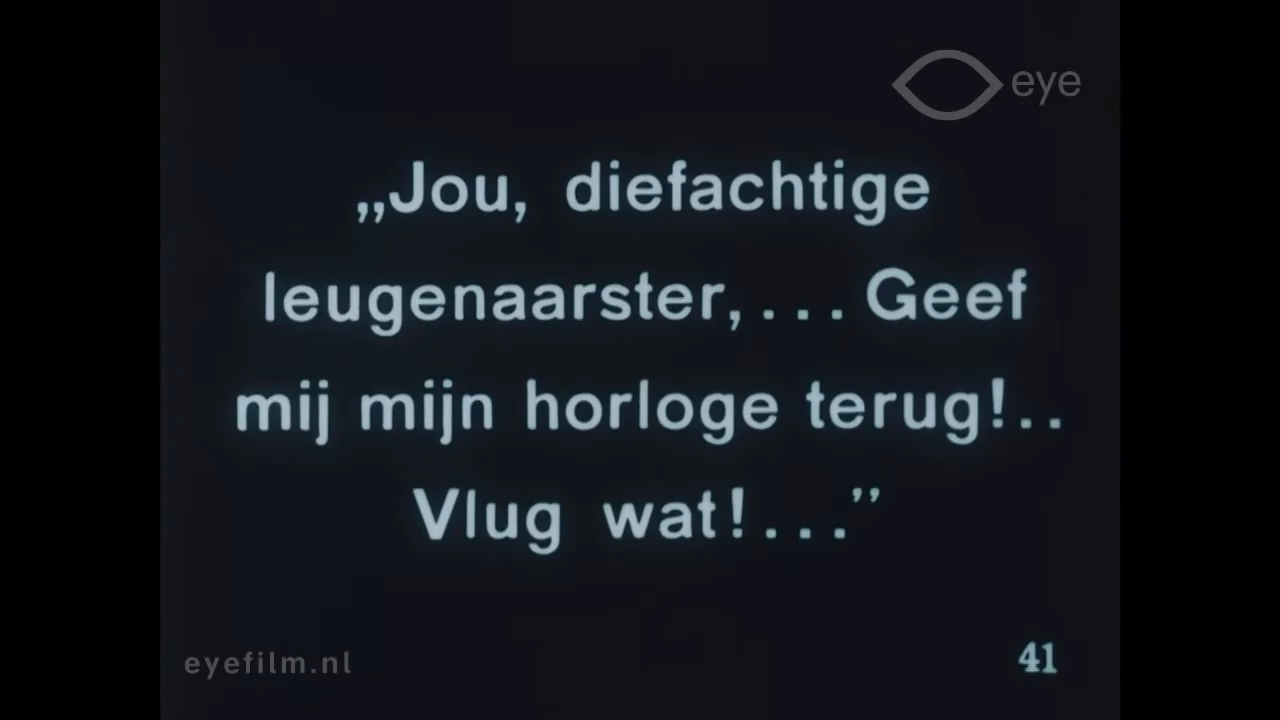 eye
„Jou, diefachtige
leugenaarster,... Geef
mij mijn horloge terug!..
Vlug wat!...”
eyefilm.nl
41